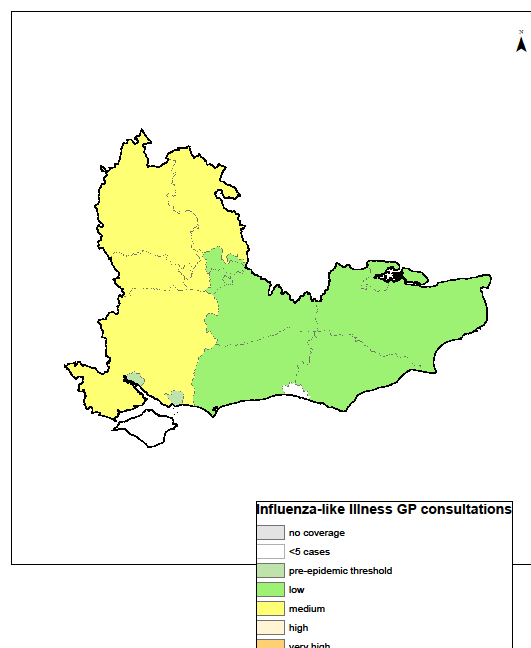 N
Influenza-like Illness GP consultations
no coverage
<5 cases
pre-epidemic threshold
low
medium
high
very high